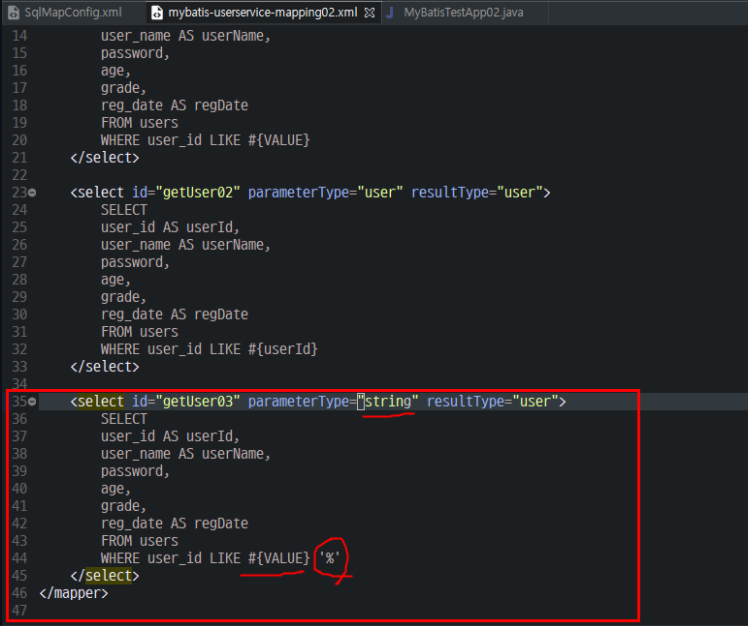 SqlMapConfig.xml mybatis-userservice-mapping02.xml MyBatisTestApp02.java
14 user_name AS userName,
15 password,
16 age,
17 grade,
18 reg_date AS regDate
19 FROM users
20 WHERE user_id LIKE #{VALUE}
21 </select>
22
23 <select id="getUser02" parameterType="user" resultType="user">
24 SELECT
25 user_id AS userId,
26 user_name AS userName,
27 password,
28 age,
29 grade,
30 reg_date AS regDate
31 FROM users
32 WHERE user_id LIKE #{userId}
33 </select>
34
35 <select id="getUser03" parameterType="string" resultType="user">
36 SELECT
37 user_id AS userId,
38 user_name AS userName,
39 password,
40 age,
41 grade,
42 reg_date AS regDate
43 FROM users
44 WHERE user_id LIKE #{VALUE} '%'
45 </select>
46 </mapper>
47